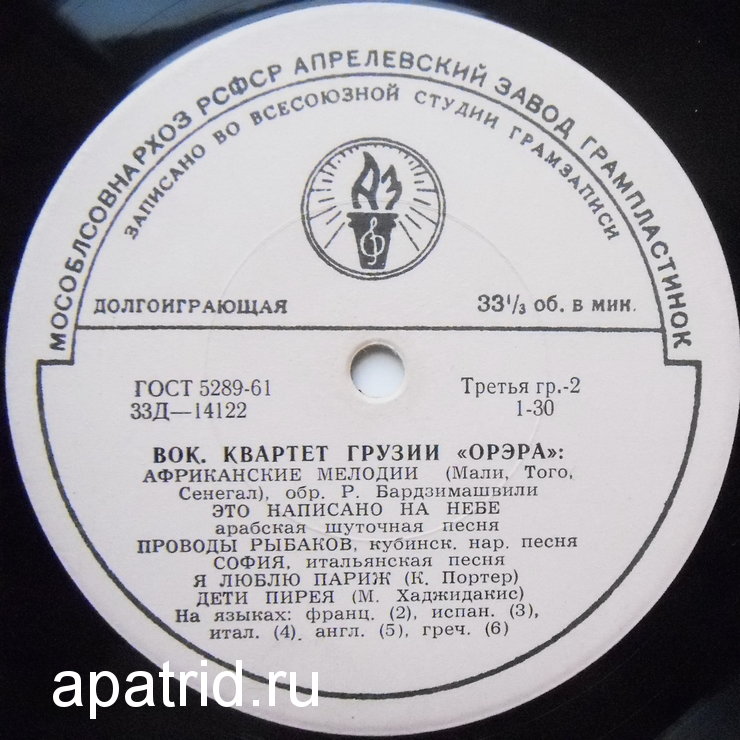 МОСОБЛСОВНАРХОЗ РСФСР АПРЕЛЕВСКИЙ ЗАВОД ГРАМПЛАСТИНОК
ЗАПИСАНО ВО ВСЕСОЮЗНОЙ СТУДИИ ГРАМЗАПИСИ
АЗ
ДОЛГОИГРАЮЩАЯ 33⅓ об. в мин.
ГОСТ 5289-61 Третья гр.-2
33Д—14122 1-30
ВОК. КВАРТЕТ ГРУЗИИ «ОРЭРА»:
АФРИКАНСКИЕ МЕЛОДИИ (Мали, Того,
Сенегал), обр. Р. Бардзимашвили
ЭТО НАПИСАНО НА НЕБЕ
арабская шуточная песня
ПРОВОДЫ РЫБАКОВ, кубинск. нар. песня
СОФИЯ, итальянская песня
Я ЛЮБЛЮ ПАРИЖ (К. Портер)
ДЕТИ ПИРЕЯ (М. Хаджидакис)
На языках: франц. (2), испан. (3),
итал. (4), англ. (5), греч. (6)
apatrid.ru